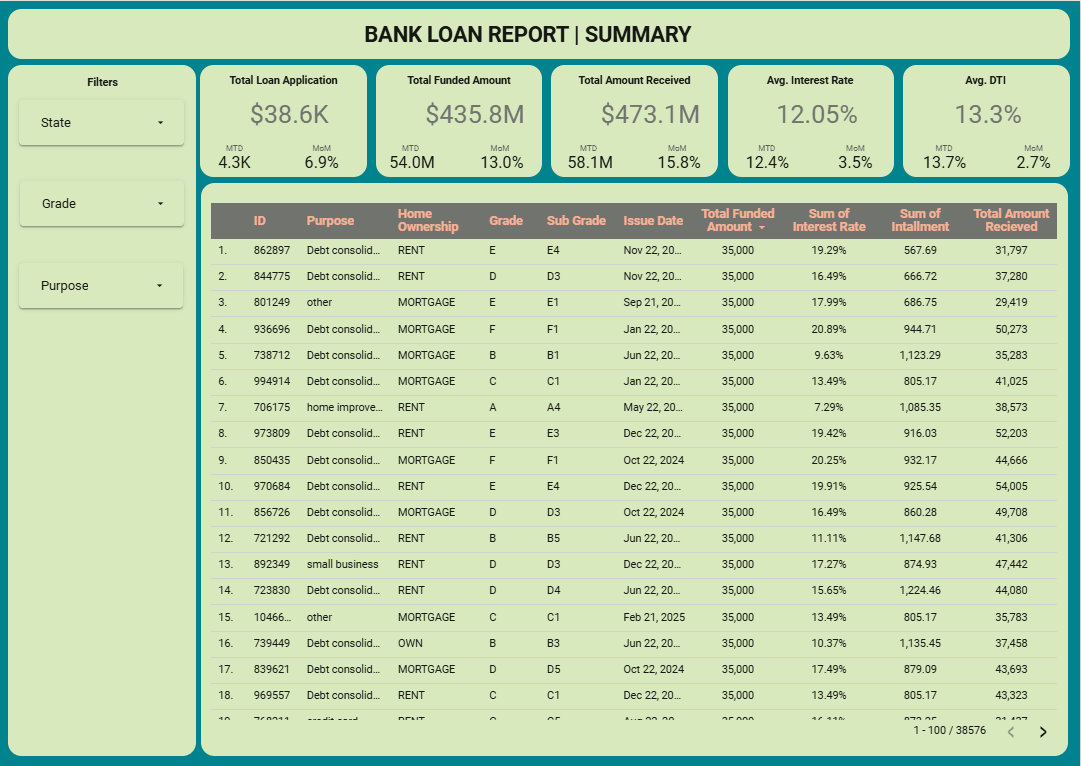 BANK LOAN REPORT | SUMMARY
Filters
State
Grade
Purpose
Total Loan Application
$38.6K
MTD MoM
4.3K 6.9%
Total Funded Amount
$435.8M
MTD MoM
54.0M 13.0%
Total Amount Received
$473.1M
MTD MoM
58.1M 15.8%
Avg. Interest Rate
12.05%
MTD MoM
12.4% 3.5%
Avg. DTI
13.3%
MTD MoM
13.7% 2.7%
ID Purpose Home Ownership Grade Sub Grade Issue Date Total Funded Amount Sum of Interest Rate Sum of Intallment Total Amount Recieved
1. 862897 Debt consolid... RENT E E4 Nov 22, 20... 35,000 19.29% 567.69 31,797
2. 844775 Debt consolid... RENT D D3 Nov 22, 20... 35,000 16.49% 666.72 37,280
3. 801249 other MORTGAGE E E1 Sep 21, 20... 35,000 17.99% 686.75 29,419
4. 936696 Debt consolid... MORTGAGE F F1 Jan 22, 20... 35,000 20.89% 944.71 50,273
5. 738712 Debt consolid... MORTGAGE B B1 Jun 22, 20... 35,000 9.63% 1,123.29 35,283
6. 994914 Debt consolid... MORTGAGE C C1 Jan 22, 20... 35,000 13.49% 805.17 41,025
7. 706175 home improve... RENT A A4 May 22, 20... 35,000 7.29% 1,085.35 38,573
8. 973809 Debt consolid... RENT E E3 Dec 22, 20... 35,000 19.42% 916.03 52,203
9. 850435 Debt consolid... MORTGAGE F F1 Oct 22, 2024 35,000 20.25% 932.17 44,666
10. 970684 Debt consolid... RENT E E4 Dec 22, 20... 35,000 19.91% 925.54 54,005
11. 856726 Debt consolid... MORTGAGE D D3 Oct 22, 2024 35,000 16.49% 860.28 49,708
12. 721292 Debt consolid... RENT B B5 Jun 22, 20... 35,000 11.11% 1,147.68 41,306
13. 892349 small business RENT D D3 Dec 22, 20... 35,000 17.27% 874.93 47,442
14. 723830 Debt consolid... RENT D D4 Jun 22, 20... 35,000 15.65% 1,224.46 44,080
15. 10466... other MORTGAGE C C1 Feb 21, 2025 35,000 13.49% 805.17 35,783
16. 739449 Debt consolid... OWN B B3 Jun 22, 20... 35,000 10.37% 1,135.45 37,458
17. 839621 Debt consolid... MORTGAGE D D5 Oct 22, 2024 35,000 17.49% 879.09 43,693
18. 969557 Debt consolid... RENT C C1 Dec 22, 20... 35,000 13.49% 805.17 43,323
1 - 100 / 38576